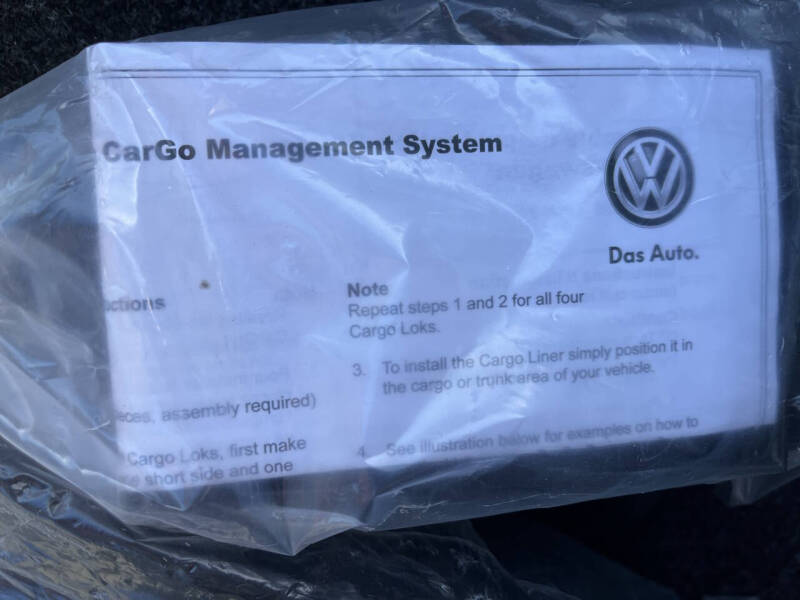 CarGo Management System
Das Auto.
ctions
eces, assembly required)
Cargo Loks, first make
short side and one
Note
Repeat steps 1 and 2 for all four
Cargo Loks.
3. To install the Cargo Liner simply position it in
the cargo or trunk area of your vehicle.
4. See illustration below for examples on how to